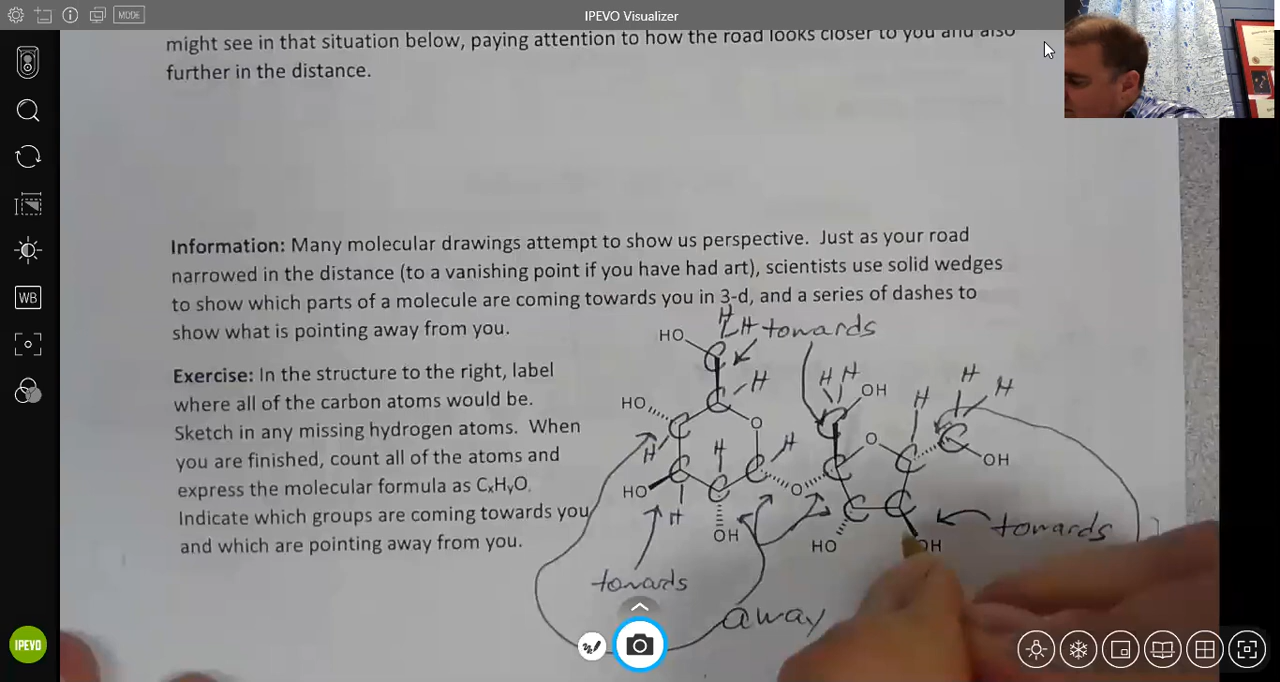 IPEVO Visualizer
MODE
might see in that situation below, paying attention to how the road looks closer to you and also
further in the distance.
Information: Many molecular drawings attempt to show us perspective. Just as your road
narrowed in the distance (to a vanishing point if you have had art), scientists use solid wedges
to show which parts of a molecule are coming towards you in 3-d, and a series of dashes to
show what is pointing away from you.
Exercise: In the structure to the right, label
where all of the carbon atoms would be.
Sketch in any missing hydrogen atoms. When
you are finished, count all of the atoms and
express the molecular formula as CxHyO.
Indicate which groups are coming towards you
and which are pointing away from you.
H
HO H towards
C
H H H
H OH H H
HO C C C
C O O C OH
H H H C
HO C C C
O C C
H OH HO OH
towards
towards
away
WB
IPEVO